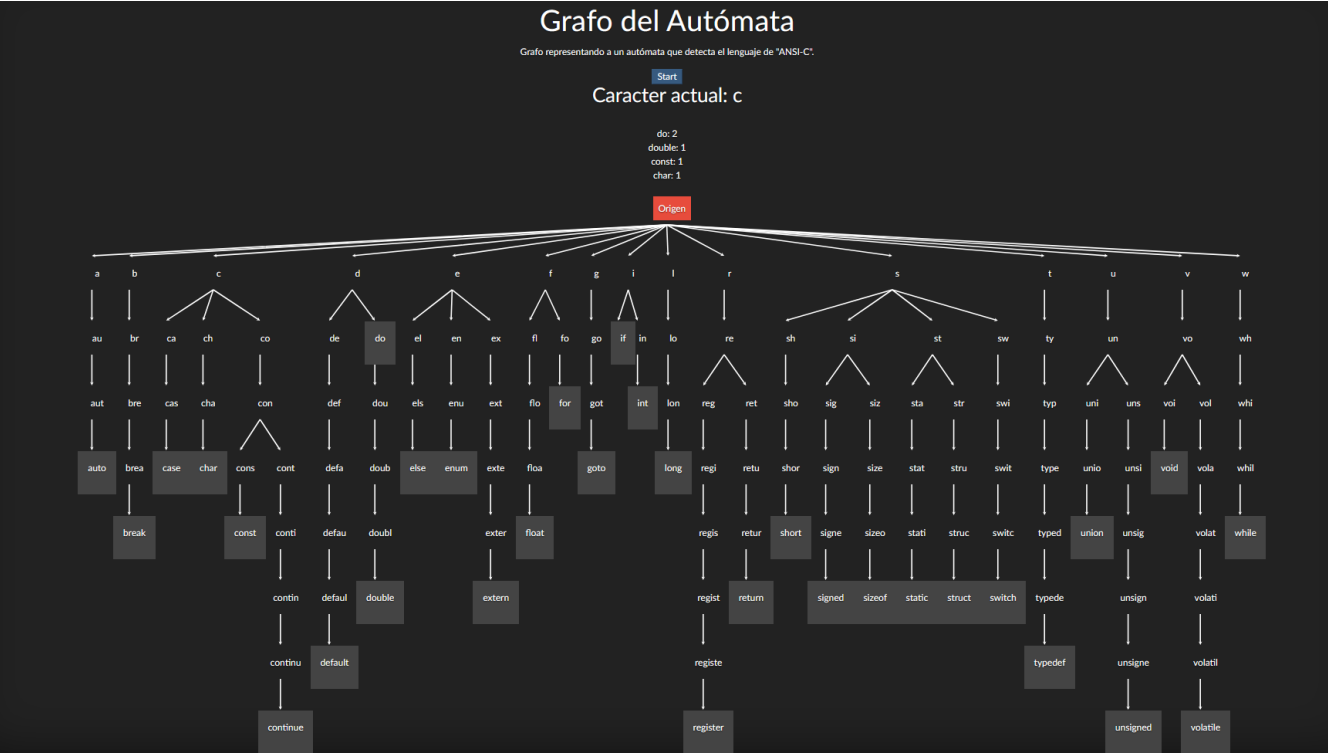 Grafo del Autómata
Grafo representando a un autómata que detecta el lenguaje de "ANSI-C".
Start
Caracter actual: c
do: 2
double: 1
const: 1
char: 1
Origen
a b c d e f g i l r s t u v w
au br ca ch co de do el en ex fl fo go if in lo re sh si st sw ty un vo wh
aut bre cas cha con def dou els enu ext flo for got int lon reg ret sho sig siz sta str swi typ uni uns voi vol whi
auto brea case char cons cont defa doub else enum exte floa goto long regi retu shor sign size stat stru swit type unio unsi void vola whil
break const conti defau doubl exter float regis retur short signe sizeo stati struc switc typed union unsig volat while
contin defaul double extern regist return signed sizeof static struct switch typede unsign volati
continu default registe typedef unsigne volatil
continue register unsigned volatile